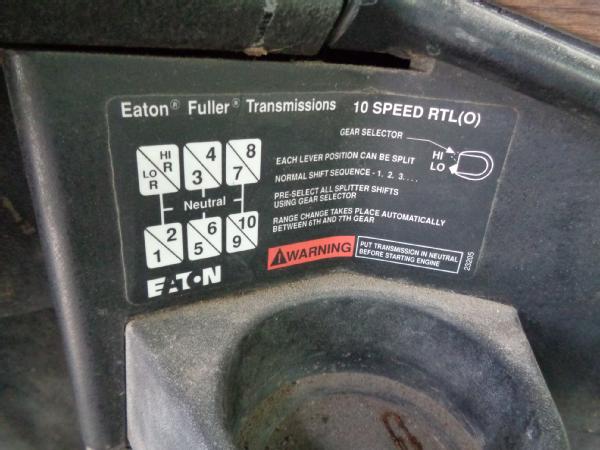 Eaton® Fuller® Transmissions 10 SPEED RTL(O)
GEAR SELECTOR
HI
LO
HI R
LO R
4
3
8
7
EACH LEVER POSITION CAN BE SPLIT
NORMAL SHIFT SEQUENCE - 1, 2, 3....
Neutral
PRE-SELECT ALL SPLITTER SHIFTS
USING GEAR SELECTOR
2
1
6
5
10
9
RANGE CHANGE TAKES PLACE AUTOMATICALLY
BETWEEN 6TH AND 7TH GEAR
WARNING
PUT TRANSMISSION IN NEUTRAL
BEFORE STARTING ENGINE
23205
EATON